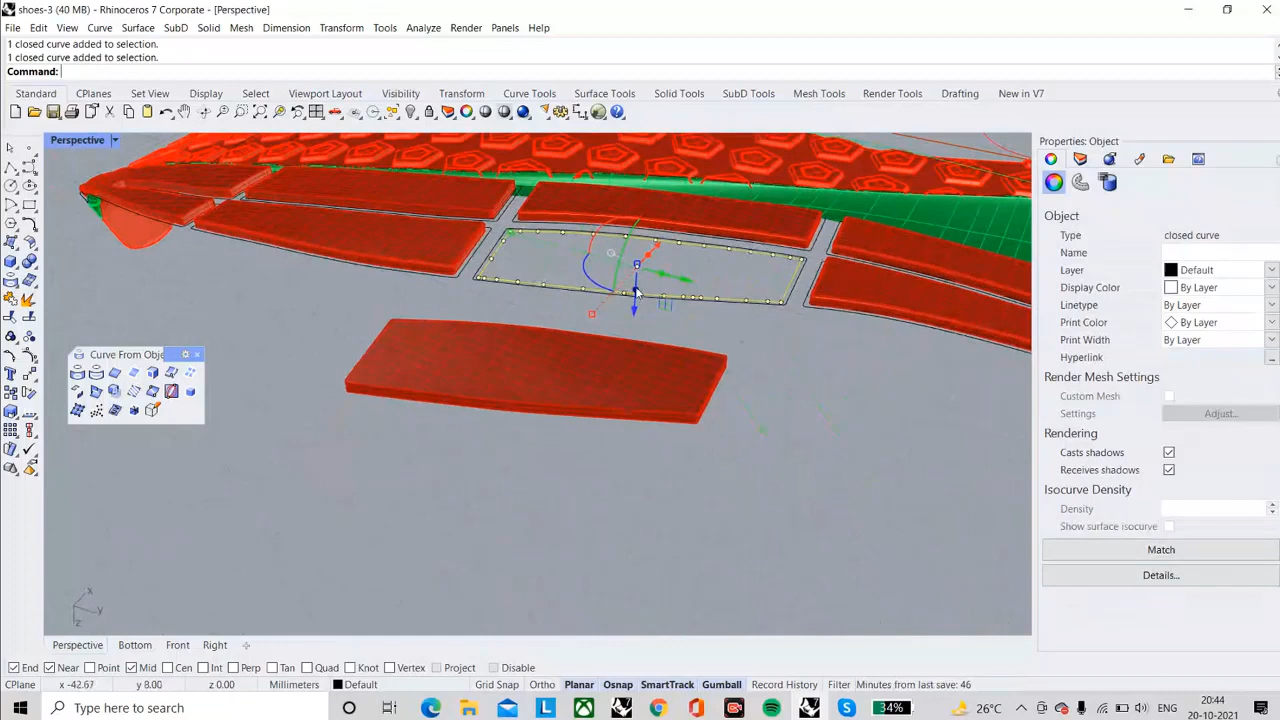 shoes-3 (40 MB) - Rhinoceros 7 Corporate - [Perspective]
File Edit View Curve Surface SubD Solid Mesh Dimension Transform Tools Analyze Render Panels Help
1 closed curve added to selection.
1 closed curve added to selection.
Command:
Standard CPlanes Set View Display Select Viewport Layout Visibility Transform Curve Tools Surface Tools Solid Tools SubD Tools Mesh Tools Render Tools Drafting New in V7
Perspective
Properties: Object
Object
Type closed curve
Name
Layer Default
Display Color By Layer
Linetype By Layer
Print Color By Layer
Print Width By Layer
Hyperlink ...
Render Mesh Settings
Custom Mesh
Settings Adjust...
Rendering
Casts shadows
Receives shadows
Isocurve Density
Density
Show surface isocurve
Match
Details...
Curve From Obje
x
y
z
Perspective Bottom Front Right
End Near Point Mid Cen Int Perp Tan Quad Knot Vertex Project Disable
CPlane x -42.67 y 8.00 z 0.00 Millimeters Default Grid Snap Ortho Planar Osnap SmartTrack Gumball Record History Filter Minutes from last save: 46
Type here to search
34%
26°C
ENG
20:44
20-10-2021